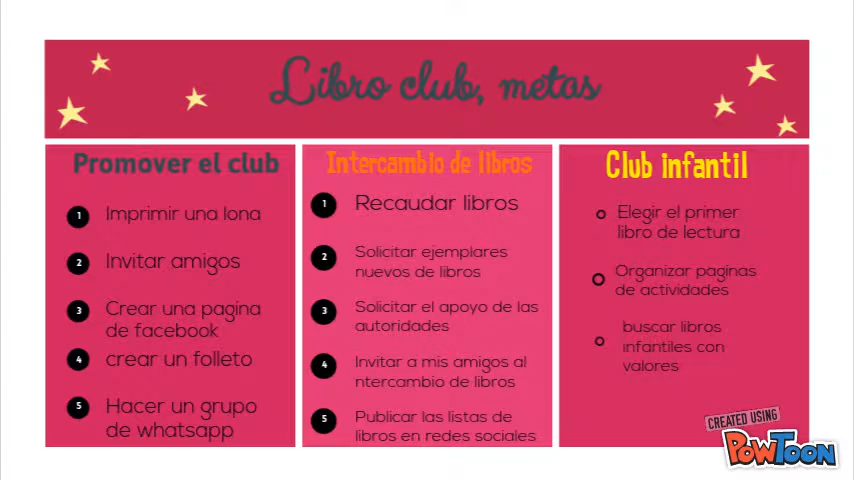 Libro club, metas
Promover el club
1 Imprimir una lona
2 Invitar amigos
3 Crear una pagina
de facebook
4 crear un folleto
5 Hacer un grupo
de whatsapp
Intercambio de libros
1 Recaudar libros
2 Solicitar ejemplares
nuevos de libros
3 Solicitar el apoyo de las
autoridades
4 Invitar a mis amigos al
ntercambio de libros
5 Publicar las listas de
libros en redes sociales
Club infantil
Elegir el primer
libro de lectura
Organizar paginas
de actividades
buscar libros
infantiles con
valores
CREATED USING
POWTOON